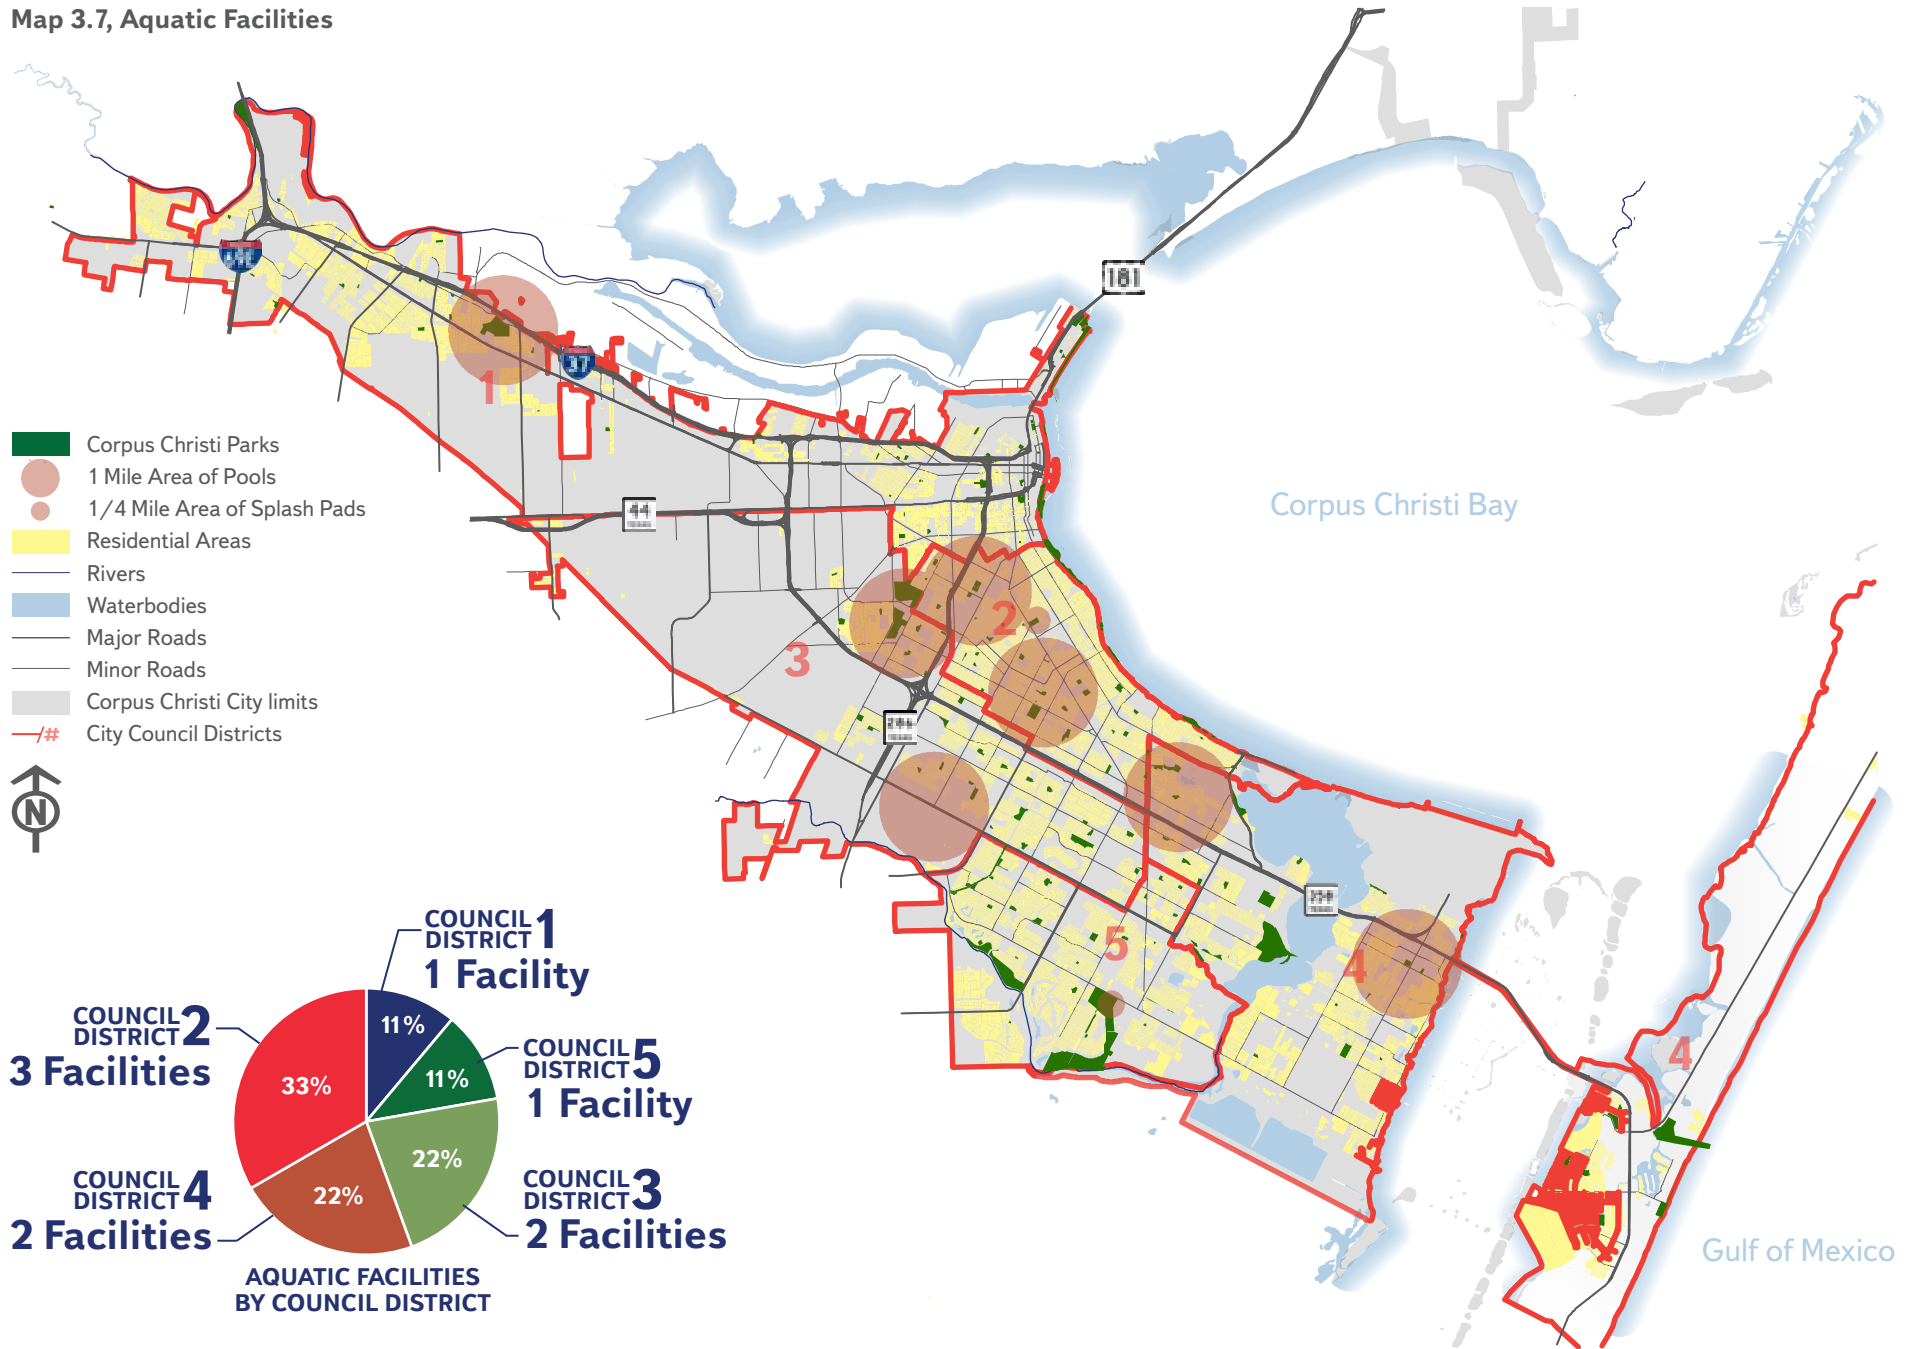 Map 3.7, Aquatic Facilities
181
37
44
1
2
3
4
5
4
Corpus Christi Bay
Gulf of Mexico
Corpus Christi Parks
1 Mile Area of Pools
1/4 Mile Area of Splash Pads
Residential Areas
Rivers
Waterbodies
Major Roads
Minor Roads
Corpus Christi City limits
/# City Council Districts
N
COUNCIL DISTRICT 1
1 Facility
COUNCIL DISTRICT 2
3 Facilities
COUNCIL DISTRICT 5
1 Facility
COUNCIL DISTRICT 4
2 Facilities
COUNCIL DISTRICT 3
2 Facilities
11%
11%
33%
22%
22%
AQUATIC FACILITIES
BY COUNCIL DISTRICT